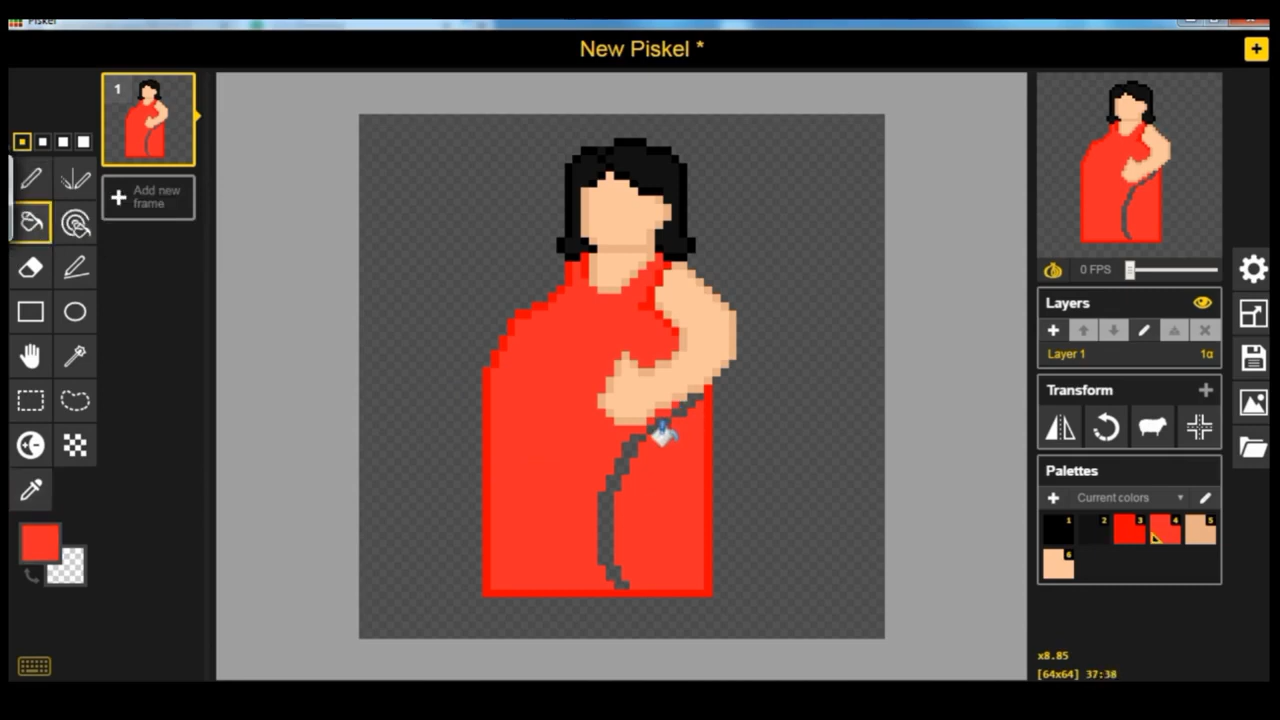 Piskel
New Piskel *
+
1
Add new
frame
0 FPS
Layers
Layer 1
1α
Transform
Palettes
Current colors
1
2
3
4
5
6
x8.85
[64x64] 37:38